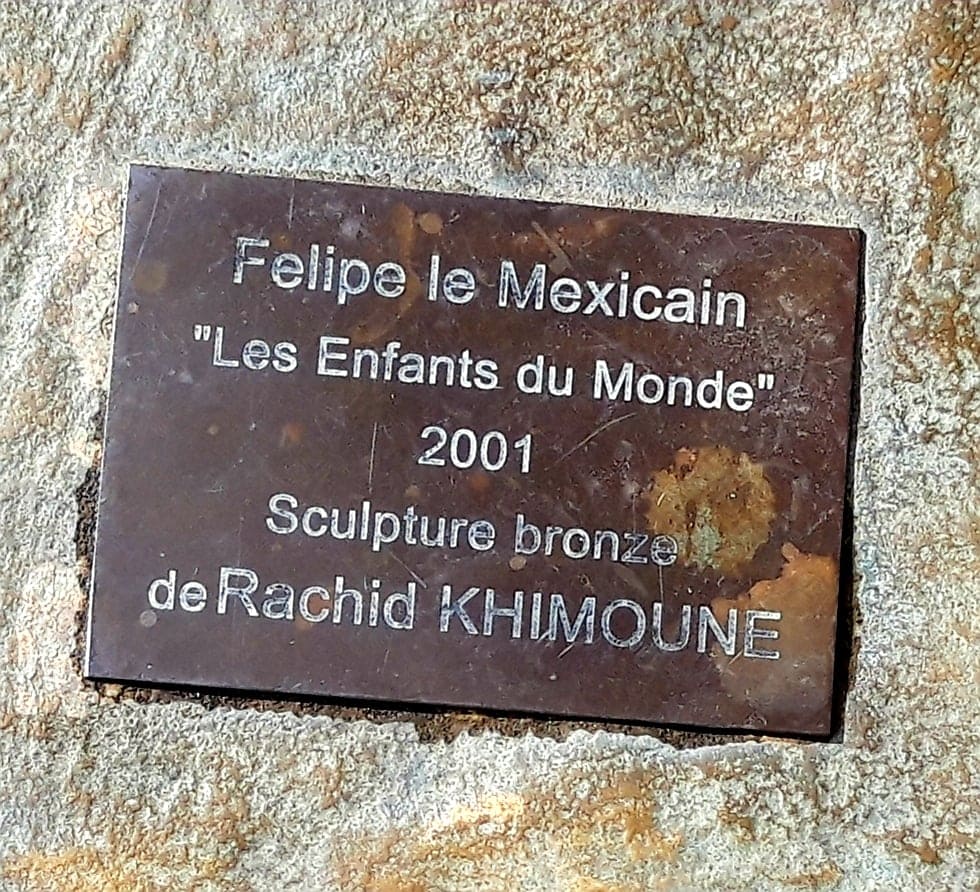 Felipe le Mexicain
"Les Enfants du Monde"
2001
Sculpture bronze
de Rachid KHIMOUNE